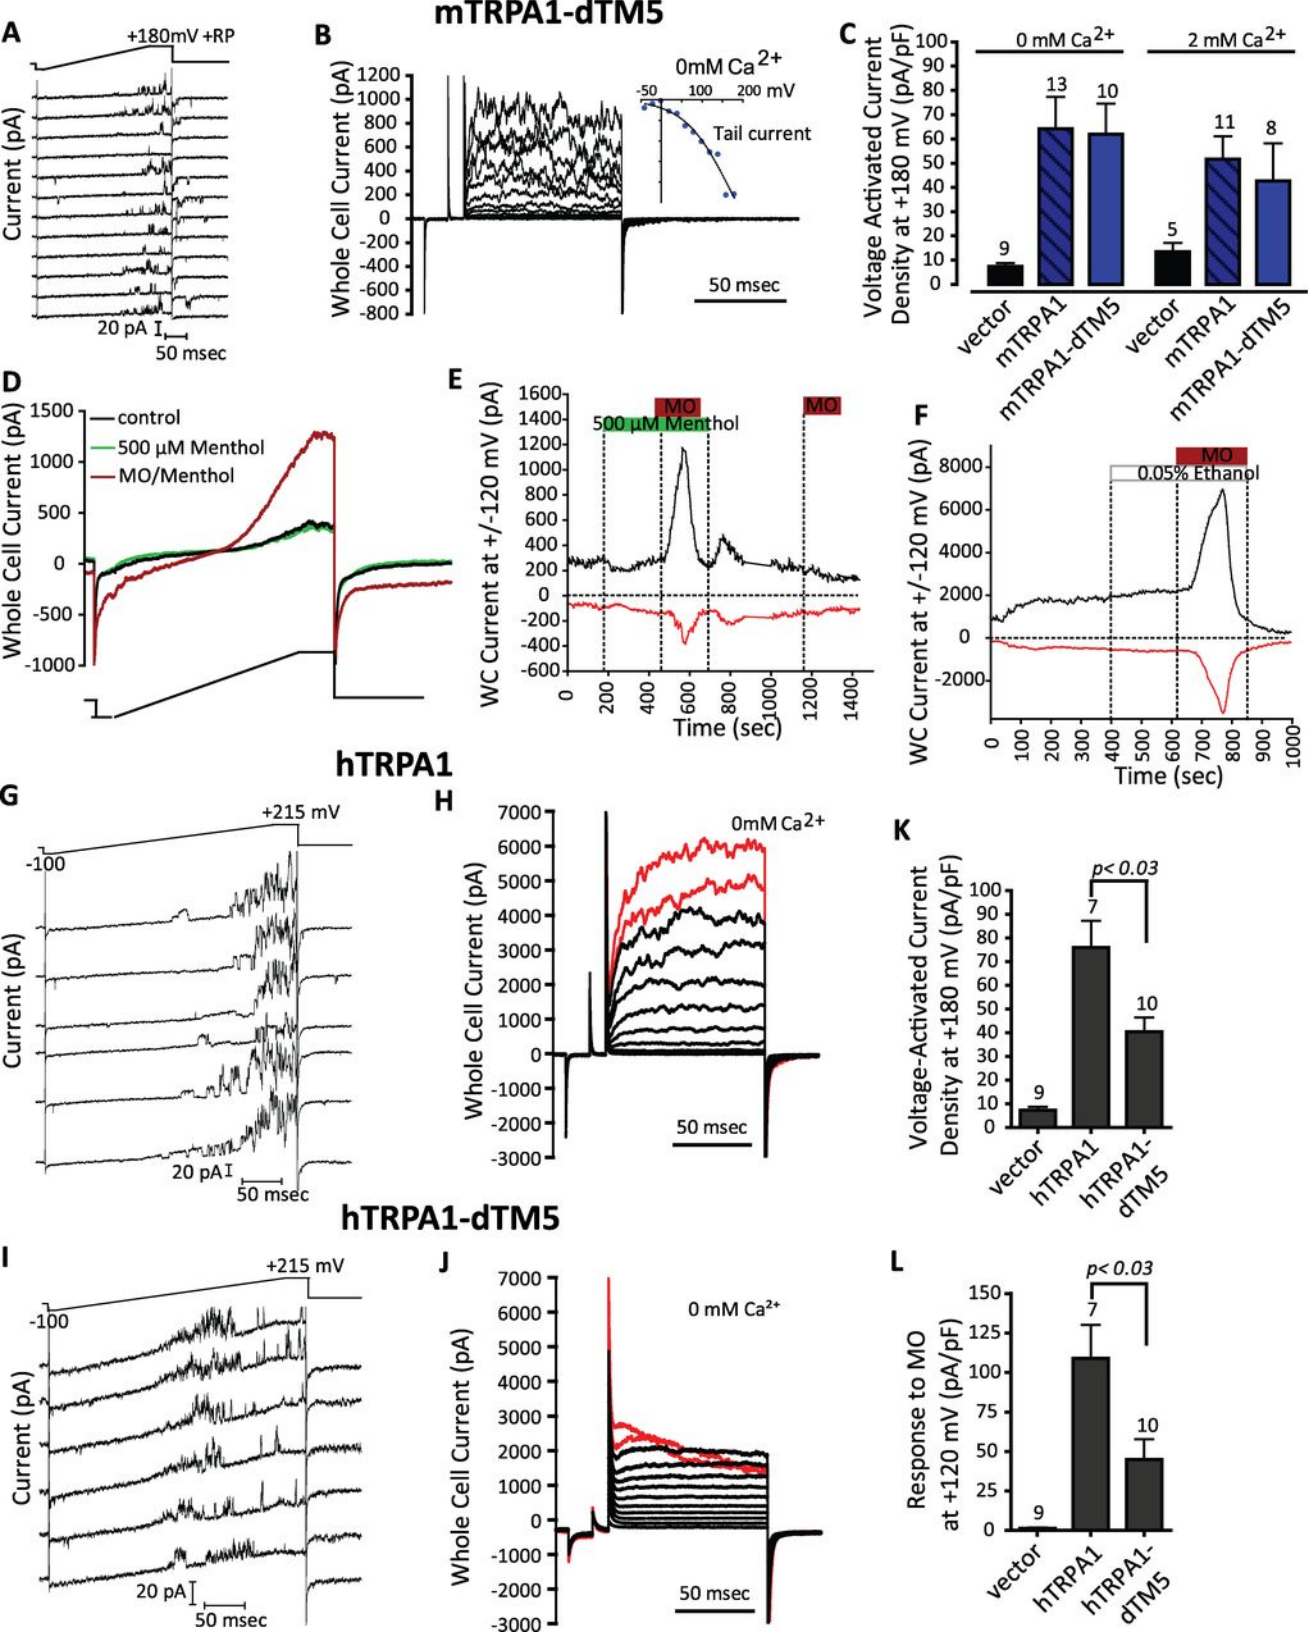 mTRPA1-dTM5
A
+180mV +RP
Current (pA)
20 pA
50 msec
B
Whole Cell Current (pA)
1200
1000
800
600
400
200
0
-200
-400
-600
-800
0mM Ca2+
-50 100 200 mV
Tail current
50 msec
C
Voltage Activated Current
Density at +180 mV (pA/pF)
100
90
80
70
60
50
40
30
20
10
0
0 mM Ca2+
2 mM Ca2+
9
13
10
5
11
8
vector
mTRPA1
mTRPA1-dTM5
vector
mTRPA1
mTRPA1-dTM5
D
Whole Cell Current (pA)
1500
1000
500
0
-500
-1000
control
500 µM Menthol
MO/Menthol
E
WC Current at +/-120 mV (pA)
1600
1400
1200
1000
800
600
400
200
0
-200
-400
-600
MO
MO
500 µM Menthol
0
200
400
600
800
1000
1200
1400
Time (sec)
F
WC Current at +/-120 mV (pA)
8000
6000
4000
2000
0
-2000
MO
0.05% Ethanol
0
100
200
300
400
500
600
700
800
900
1000
Time (sec)
hTRPA1
G
+215 mV
-100
Current (pA)
20 pA
50 msec
H
Whole Cell Current (pA)
7000
6000
5000
4000
3000
2000
1000
0
-1000
-2000
-3000
0mM Ca2+
50 msec
K
Voltage-Activated Current
Density at +180 mV (pA/pF)
100
90
80
70
60
50
40
30
20
10
0
p< 0.03
9
7
10
vector
hTRPA1
hTRPA1-
dTM5
hTRPA1-dTM5
I
+215 mV
-100
Current (pA)
20 pA
50 msec
J
Whole Cell Current (pA)
7000
6000
5000
4000
3000
2000
1000
0
-1000
-2000
-3000
0 mM Ca²⁺
50 msec
L
Response to MO
at +120 mV (pA/pF)
150
125
100
75
50
25
0
p< 0.03
9
7
10
vector
hTRPA1
hTRPA1-
dTM5